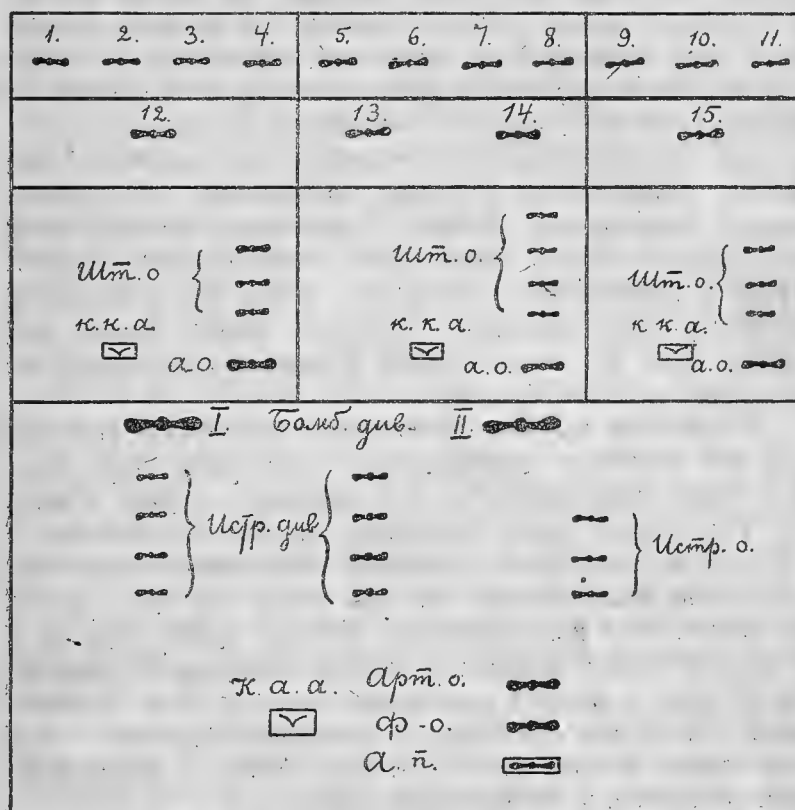 1. 2. 3. 4. 5. 6. 7. 8. 9. 10. 11.
12. 13. 14. 15.
Шт. о
к.к.а.
а.о.
Шт. о.
к.к.а.
а.о.
Шт. о.
к к.а.
а.о.
I. Бомб. див. II.
Истр. див Истр. о.
К. а. а. Арт. о.
ф-о.
а. п.